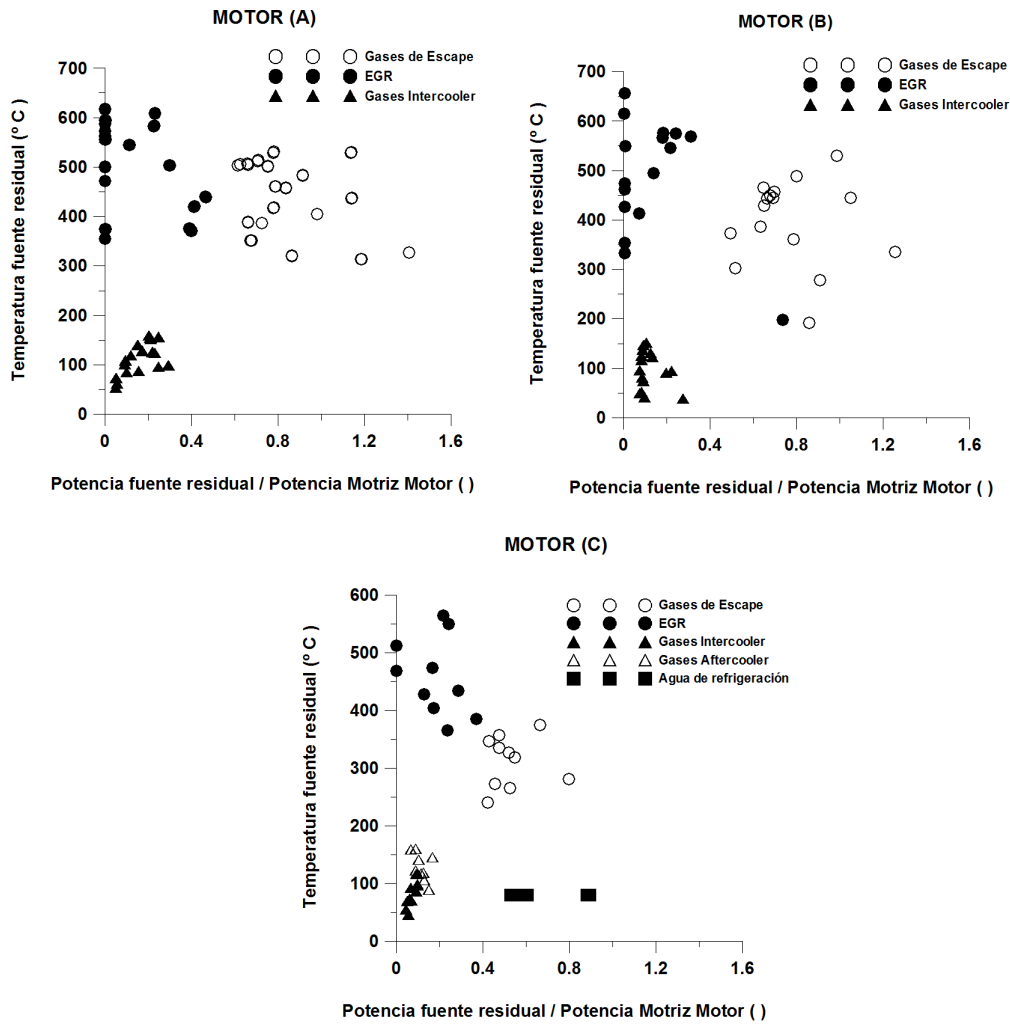 MOTOR (A)
Gases de Escape
EGR
Gases Intercooler
700
600
500
400
300
200
100
0
0 0.4 0.8 1.2 1.6
Temperatura fuente residual (º C )
Potencia fuente residual / Potencia Motriz Motor ( )
MOTOR (B)
Gases de Escape
EGR
Gases Intercooler
700
600
500
400
300
200
100
0
0 0.4 0.8 1.2 1.6
Temperatura fuente residual (º C )
Potencia fuente residual / Potencia Motriz Motor ( )
MOTOR (C)
Gases de Escape
EGR
Gases Intercooler
Gases Aftercooler
Agua de refrigeración
600
500
400
300
200
100
0
0 0.4 0.8 1.2 1.6
Temperatura fuente residual (º C )
Potencia fuente residual / Potencia Motriz Motor ( )